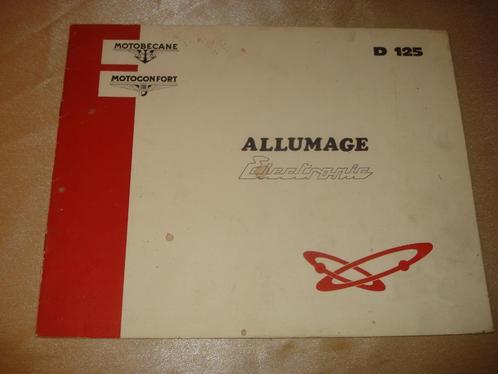 MOTOBECANE
MOTOCONFORT
D 125
ALLUMAGE
Electronic